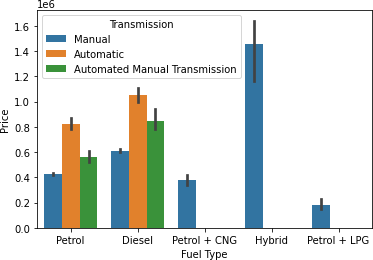 1e6
Transmission
Manual
Automatic
Automated Manual Transmission
1.6
1.4
1.2
1.0
0.8
0.6
0.4
0.2
0.0
Price
Petrol
Diesel
Petrol + CNG
Hybrid
Petrol + LPG
Fuel Type